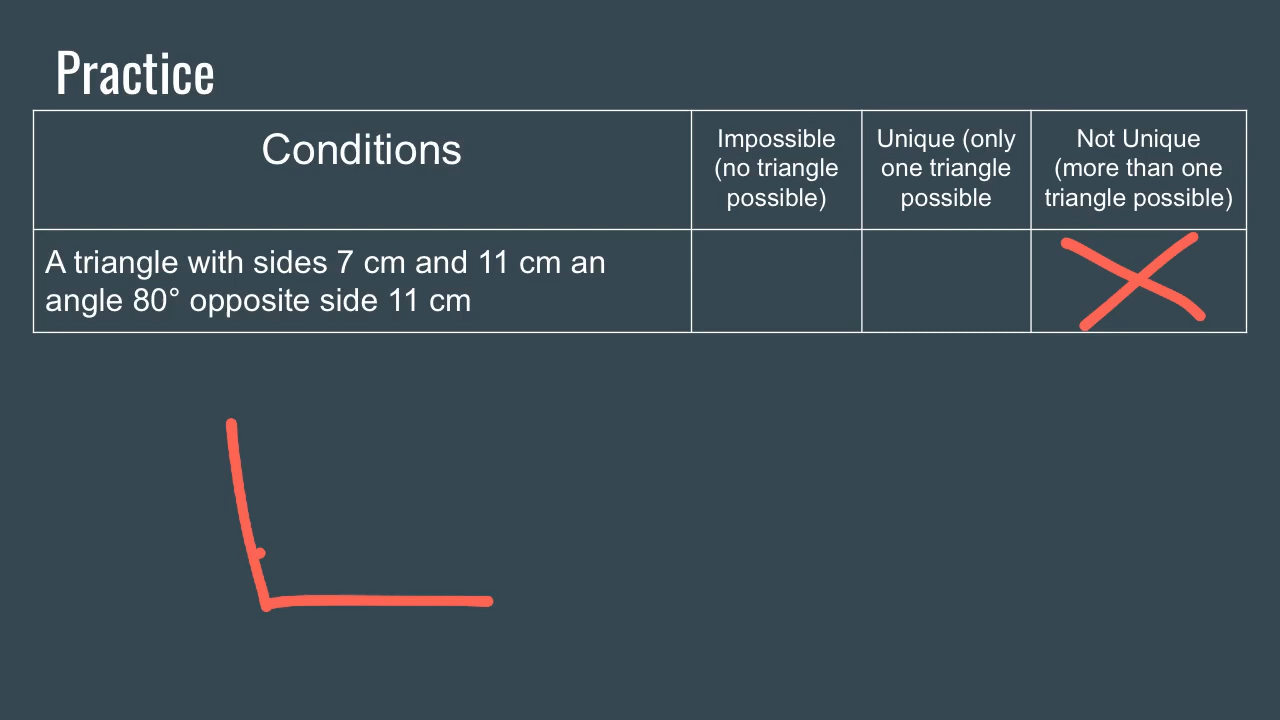 Practice
Conditions
Impossible
(no triangle
possible)
Unique (only
one triangle
possible
Not Unique
(more than one
triangle possible)
A triangle with sides 7 cm and 11 cm an
angle 80° opposite side 11 cm